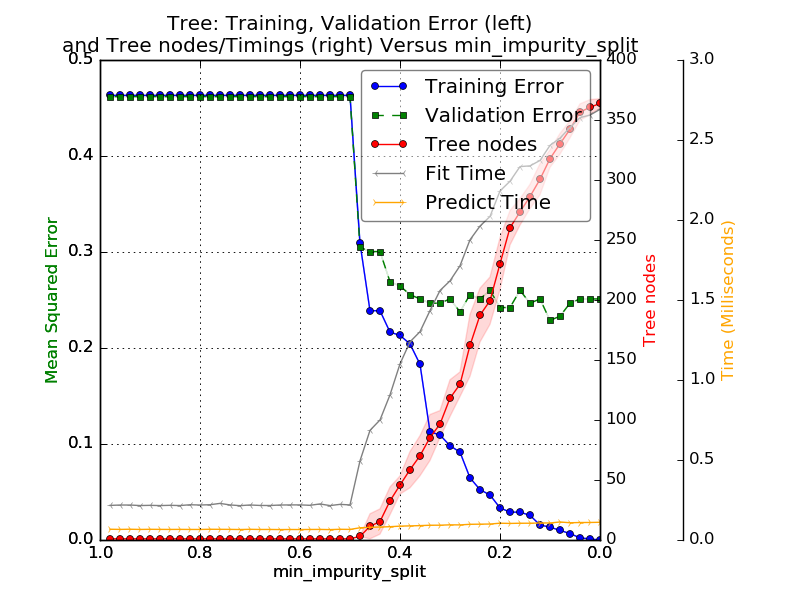 Tree: Training, Validation Error (left)
and Tree nodes/Timings (right) Versus min_impurity_split
Training Error
Validation Error
Tree nodes
Fit Time
Predict Time
Mean Squared Error
0.5
0.4
0.3
0.2
0.1
0.0
1.0 0.8 0.6 0.4 0.2 0.0
min_impurity_split
400
350
300
250
200
150
100
50
0
Tree nodes
3.0
2.5
2.0
1.5
1.0
0.5
0.0
Time (Milliseconds)